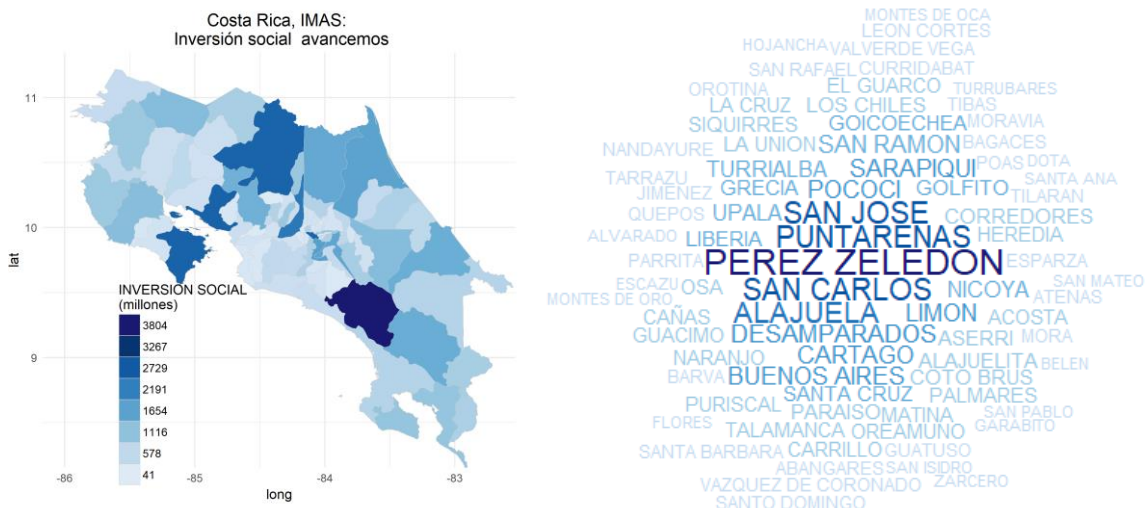 Costa Rica, IMAS:
Inversión social avancemos
lat
11
10
9
INVERSION SOCIAL
(millones)
3804
3267
2729
2191
1654
1116
578
41
-86 -85 -84 -83
long
MONTES DE OCA
LEON CORTES
HOJANCHA VALVERDE VEGA
SAN RAFAEL CURRIDABAT
OROTINA EL GUARCO TURRUBARES
LA CRUZ LOS CHILES TIBAS
SIQUIRRES GOICOECHEA MORAVIA
NANDAYURE LA UNION SAN RAMON BAGACES
TARRAZU TURRIALBA SARAPIQUI POAS DOTA
JIMÉNEZ GRECIA POCOCI GOLFITO SANTA ANA
TILARAN
QUEPOS UPALA SAN JOSE CORREDORES
ALVARADO LIBERIA PUNTARENAS HEREDIA
PARRITA PEREZ ZELEDON ESPARZA
ESCAZU OSA SAN CARLOS NICOYA SAN MATEO
MONTES DE ORO ATENAS
CAÑAS ALAJUELA LIMON ACOSTA
GUACIMO DESAMPARADOS ASERRI MORA
NARANJO CARTAGO ALAJUELITA BELEN
BARVA BUENOS AIRES COTO BRUS
SANTA CRUZ PALMARES
PURISCAL PARAISO MATINA SAN PABLO
FLORES TALAMANCA OREAMUNO GARABITO
SANTA BARBARA CARRILLO GUATUSO
ABANGARES SAN ISIDRO
VAZQUEZ DE CORONADO ZARCERO
SANTO DOMINGO